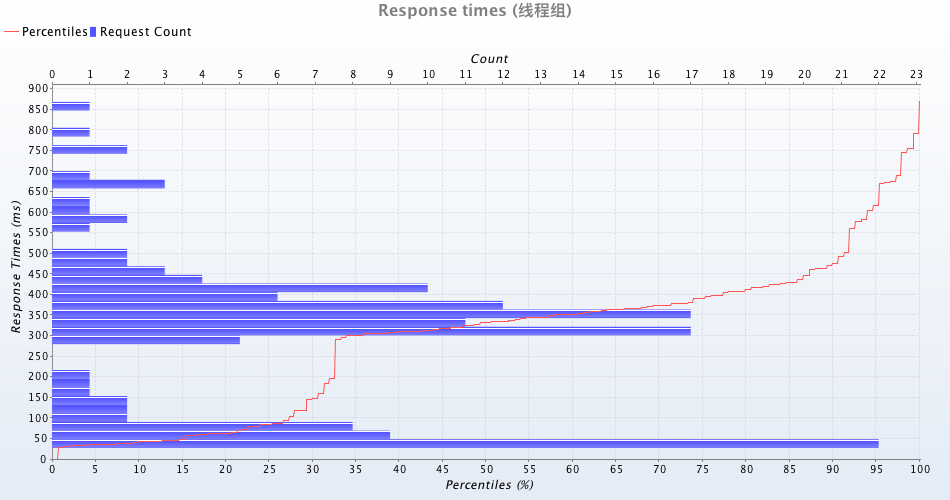 Response times (线程组)
Percentiles Request Count
Count
0 1 2 3 4 5 6 7 8 9 10 11 12 13 14 15 16 17 18 19 20 21 22 23
900
850
800
750
700
650
600
550
500
450
400
350
300
250
200
150
100
50
0
Response Times (ms)
0 5 10 15 20 25 30 35 40 45 50 55 60 65 70 75 80 85 90 95 100
Percentiles (%)